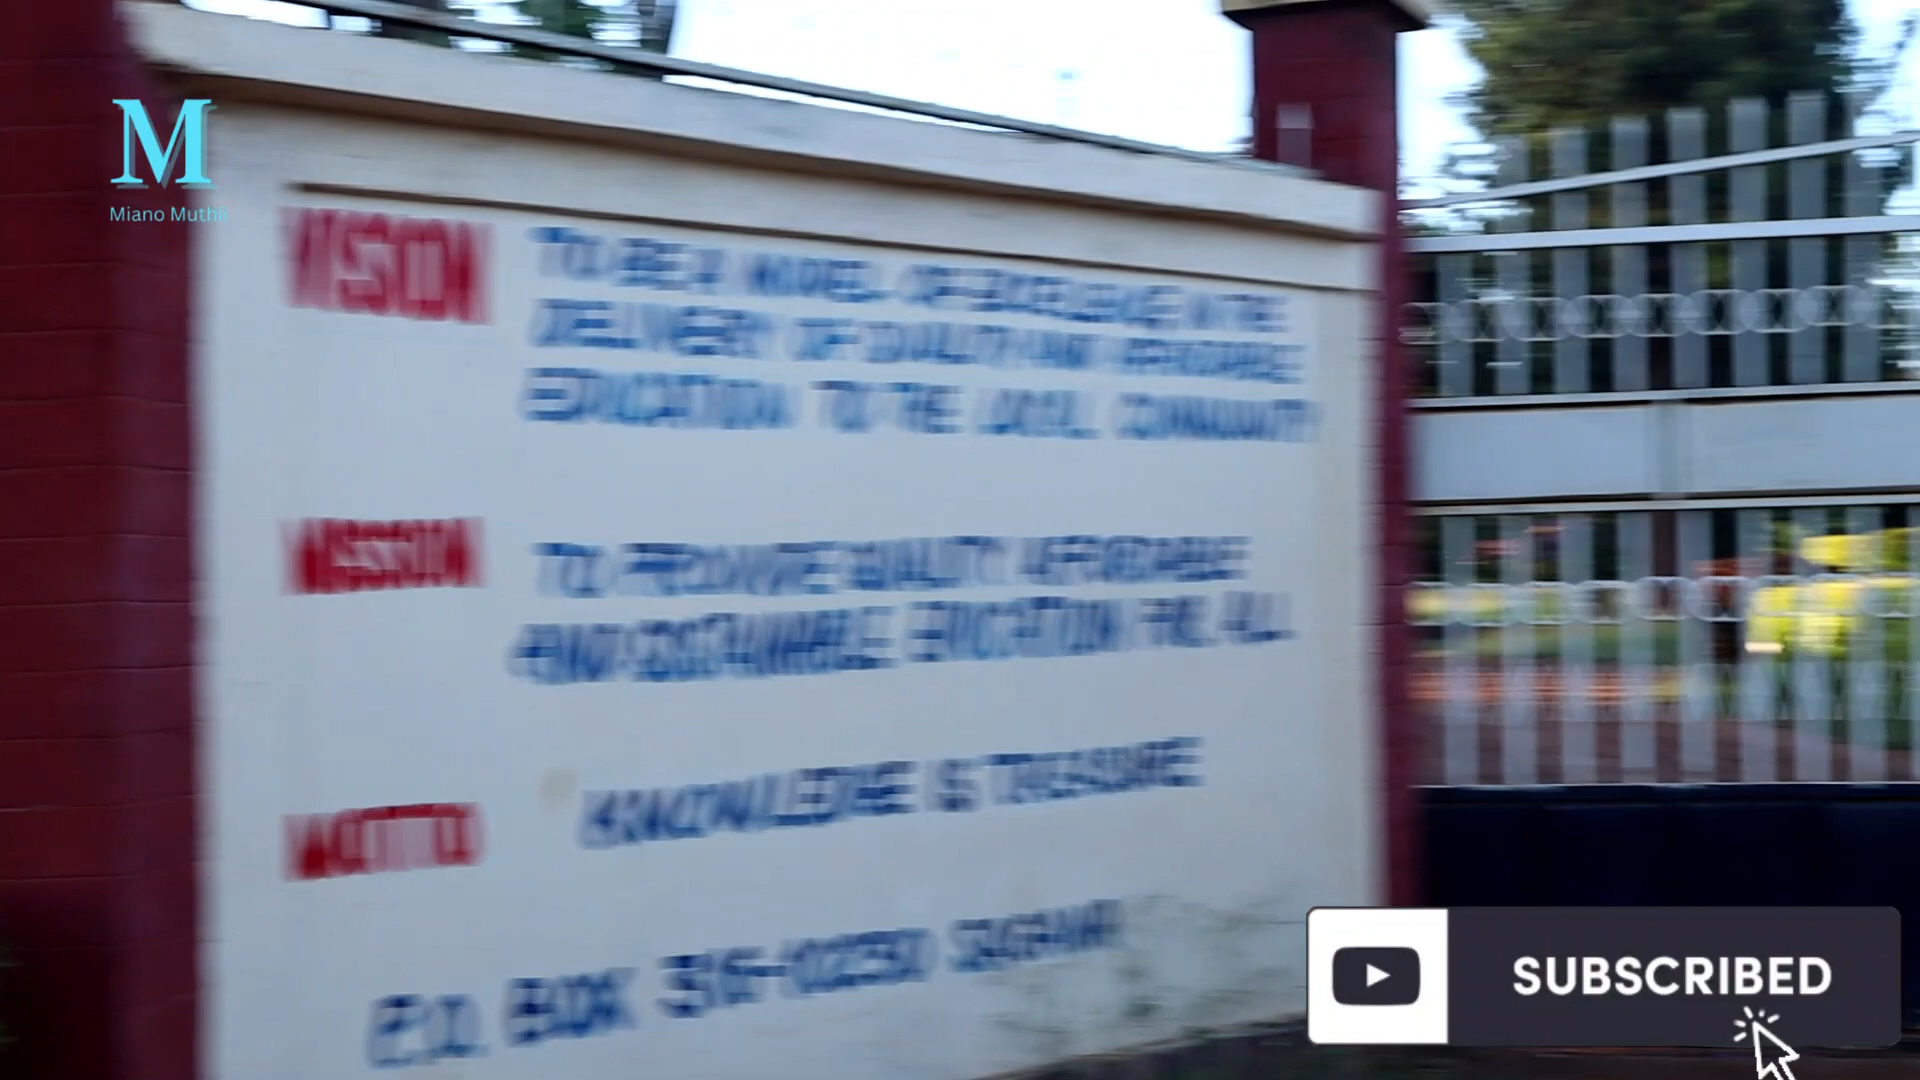 M
Miano Muthii
VISION
TO BE A MODEL OF EXCELLENCE IN THE
DELIVERY OF QUALITY AND AFFORDABLE
EDUCATION TO THE LOCAL COMMUNITY
MISSION
TO PROVIDE QUALITY, AFFORDABLE
AND SUSTAINABLE EDUCATION FOR ALL
MOTTO
KNOWLEDGE IS TREASURE
P.O. BOX
SUBSCRIBED